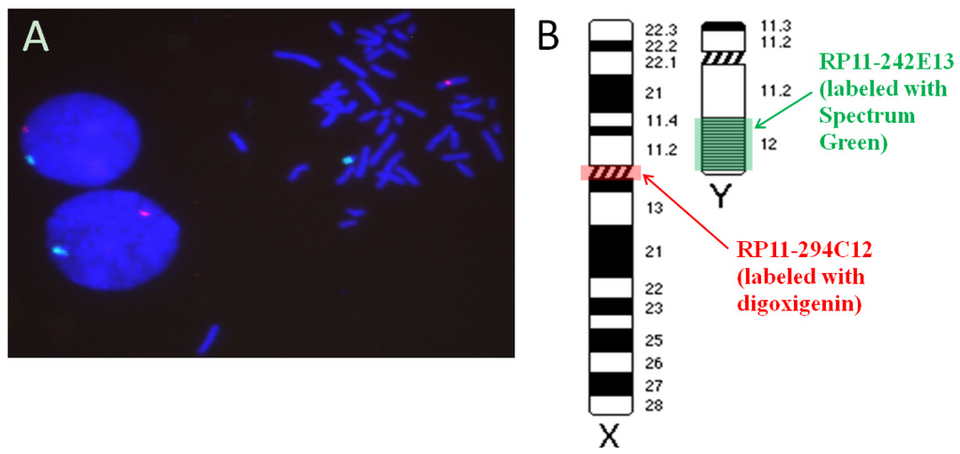 A
B
22.3
22.2
22.1
21
11.4
11.2
13
21
22
23
25
26
27
28
X
11.3
11.2
11.2
12
Y
RP11-242E13
(labeled with
Spectrum
Green)
RP11-294C12
(labeled with
digoxigenin)